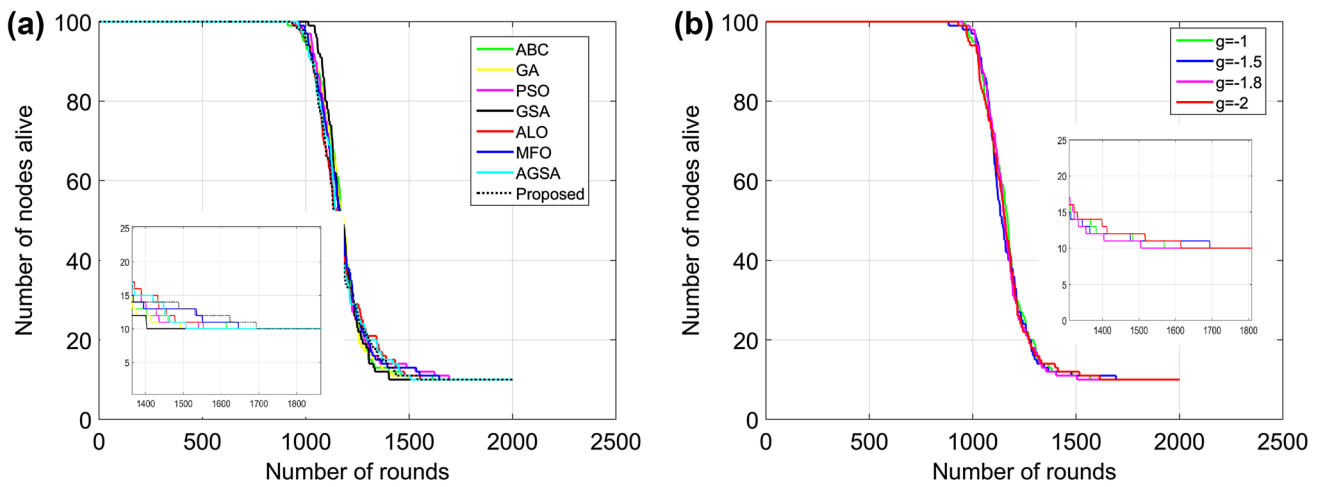 (a)
Number of nodes alive
100
80
60
40
20
0
0 500 1000 1500 2000 2500
Number of rounds
ABC
GA
PSO
GSA
ALO
MFO
AGSA
Proposed
25
20
15
10
5
1400 1500 1600 1700 1800
(b)
Number of nodes alive
100
80
60
40
20
0
0 500 1000 1500 2000 2500
Number of rounds
g=-1
g=-1.5
g=-1.8
g=-2
25
20
15
10
5
0
1400 1500 1600 1700 1800